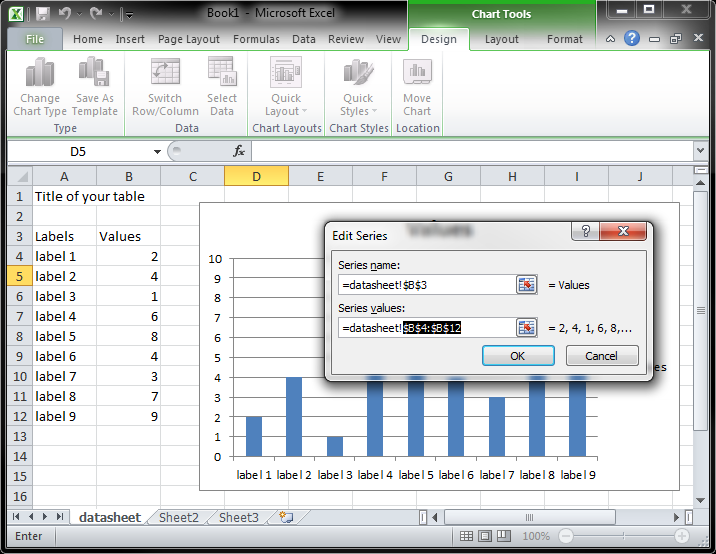 Book1 - Microsoft Excel
Chart Tools
File Home Insert Page Layout Formulas Data Review View Design Layout Format
Change Chart Type
Save As Template
Switch Row/Column
Select Data
Quick Layout
Quick Styles
Move Chart
Type Data Chart Layouts Chart Styles Location
D5 fx
A B C D E F G H I J
1 Title of your table
2
3 Labels Values
4 label 1 2
5 label 2 4
6 label 3 1
7 label 4 6
8 label 5 8
9 label 6 4
10 label 7 3
11 label 8 7
12 label 9 9
13
14
15
16
Values
10
9
8
7
6
5
4
3
2
1
0
label 1 label 2 label 3 label 4 label 5 label 6 label 7 label 8 label 9
Edit Series
Series name:
=datasheet!$B$3 = Values
Series values:
=datasheet!$B$4:$B$12 = 2, 4, 1, 6, 8,...
OK Cancel
datasheet Sheet2 Sheet3
Enter 100%